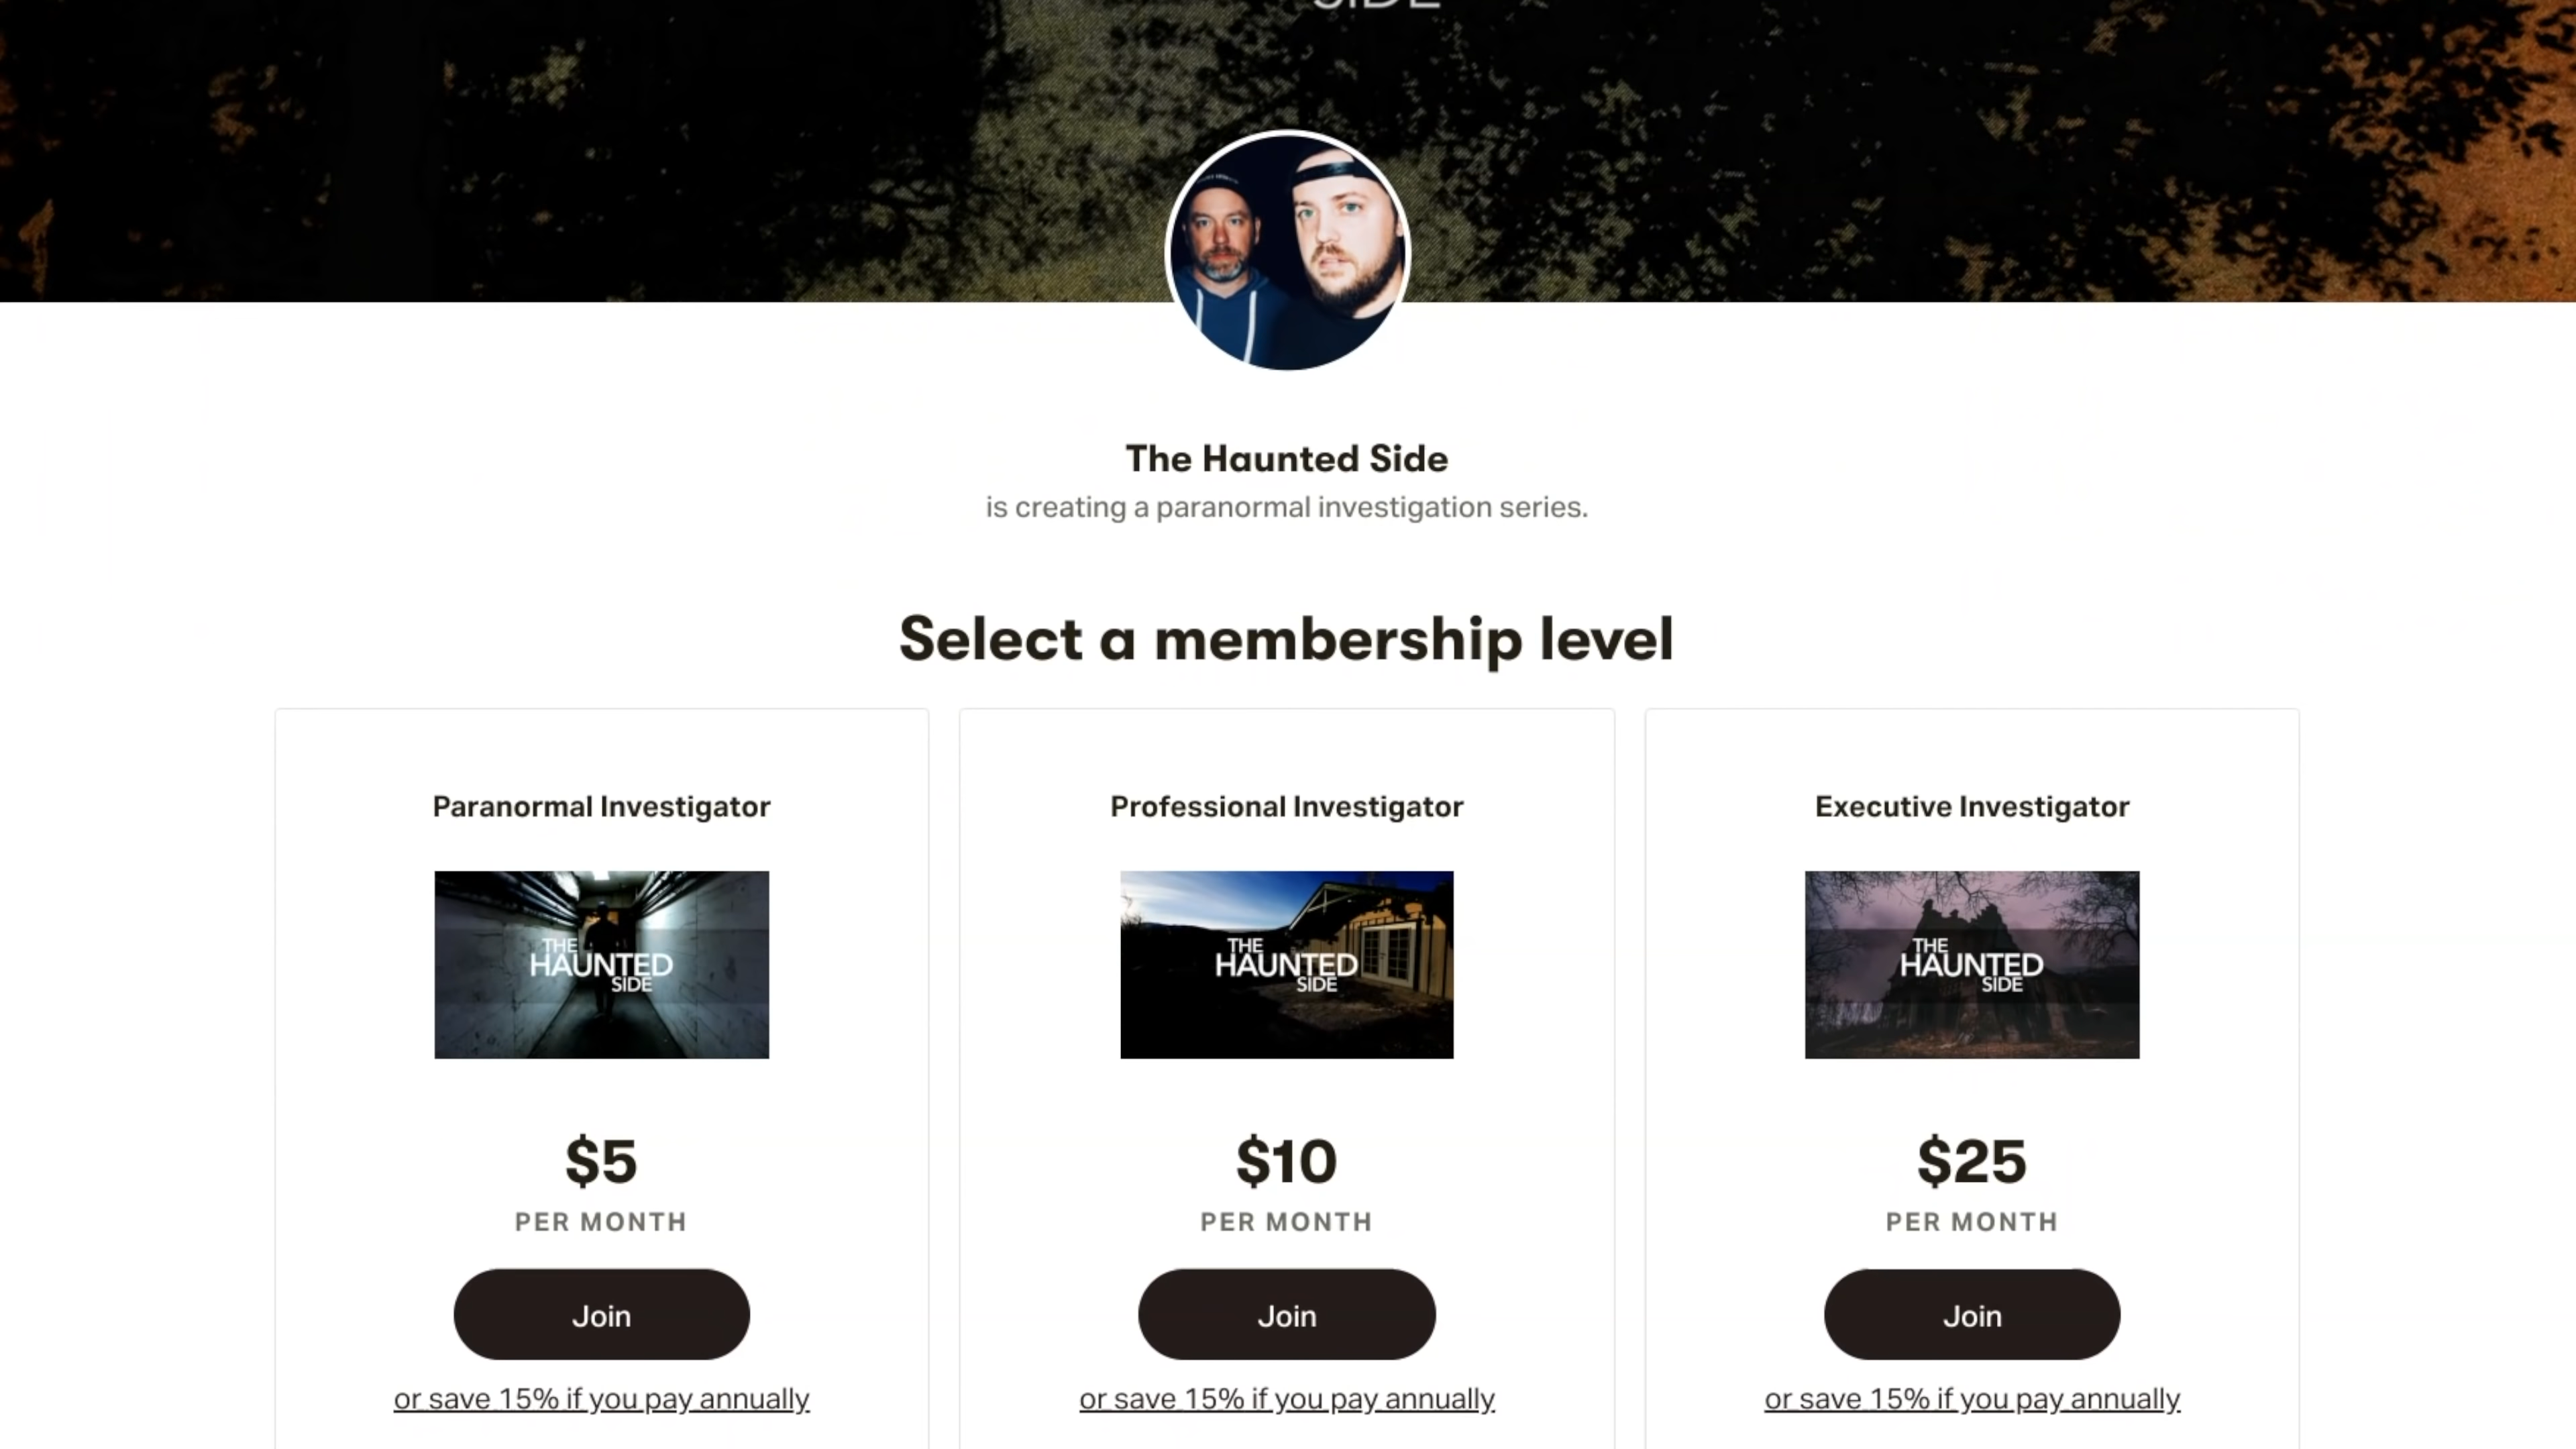 SIDE
The Haunted Side
is creating a paranormal investigation series.
Select a membership level
Paranormal Investigator
THE
HAUNTED
SIDE
$5
PER MONTH
Join
or save 15% if you pay annually
Professional Investigator
THE
HAUNTED
SIDE
$10
PER MONTH
Join
or save 15% if you pay annually
Executive Investigator
THE
HAUNTED
SIDE
$25
PER MONTH
Join
or save 15% if you pay annually